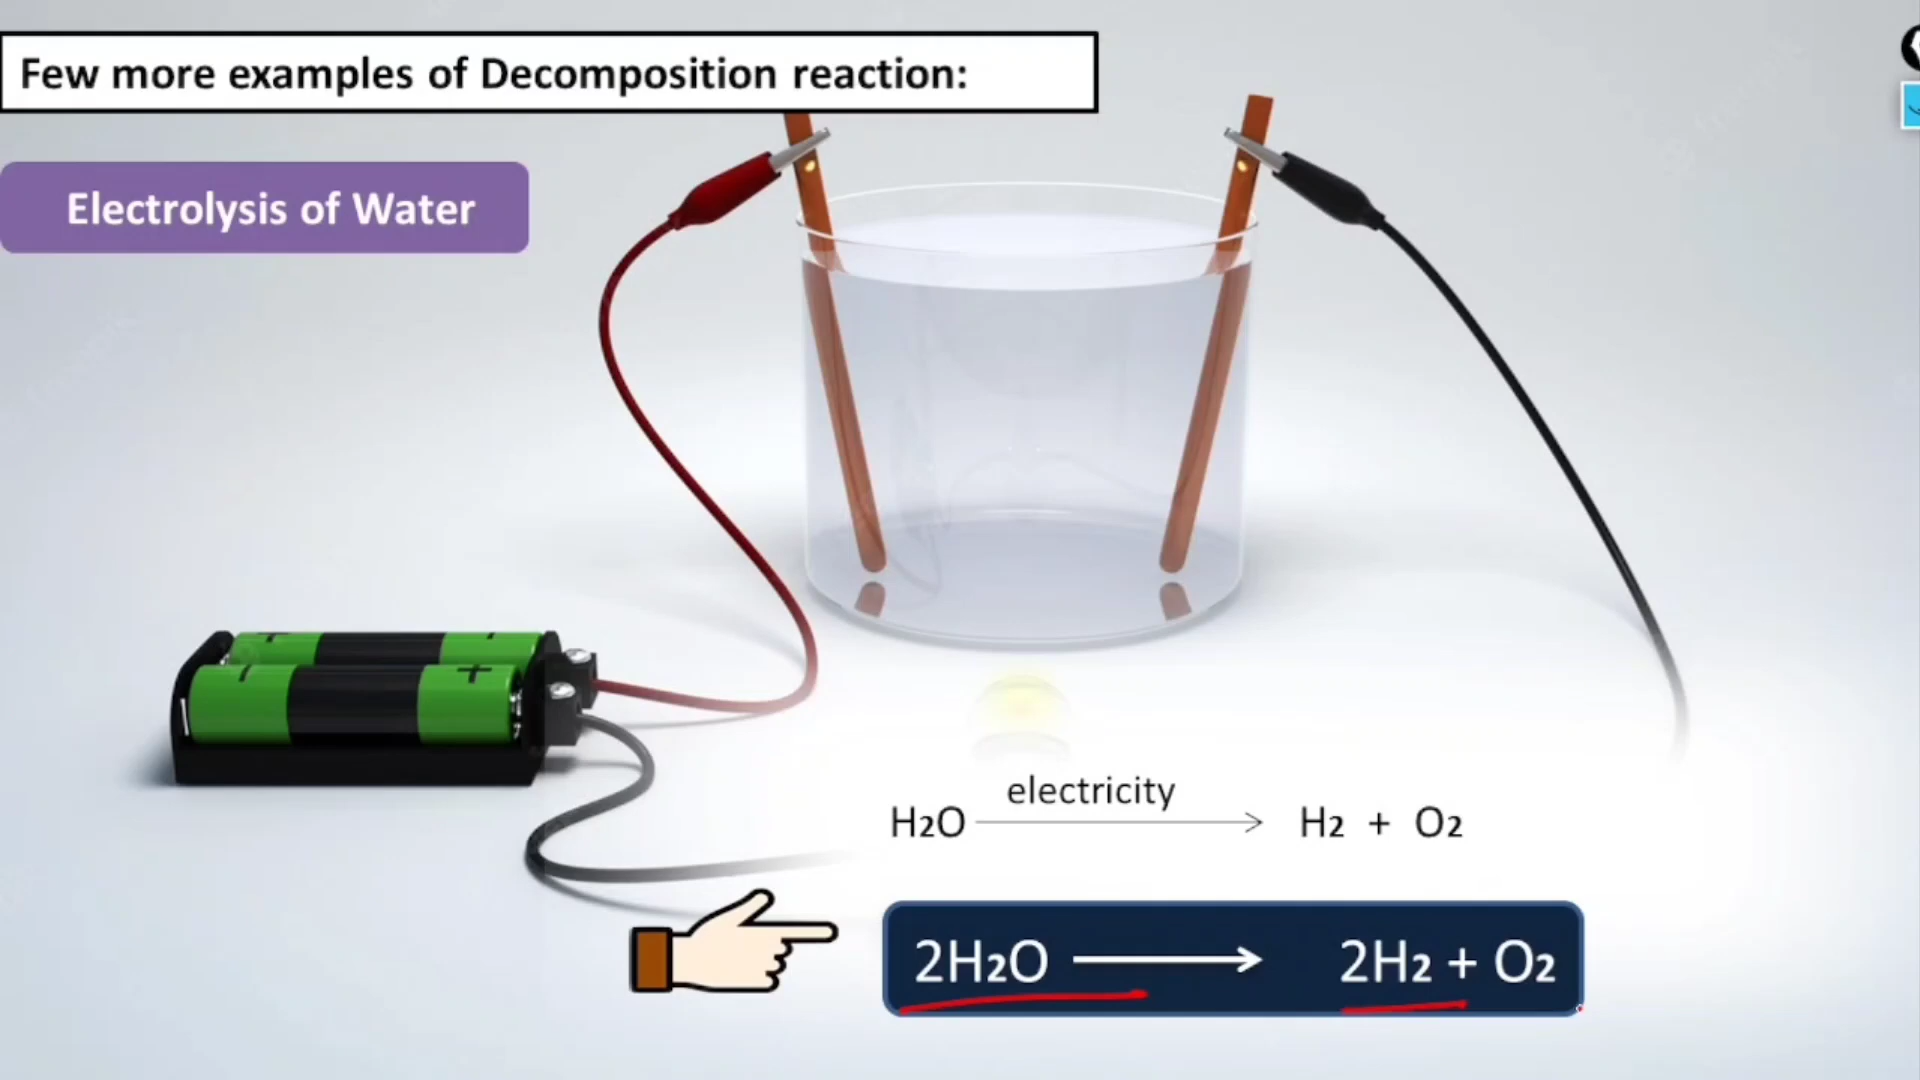 Few more examples of Decomposition reaction:
Electrolysis of Water
electricity
H₂O ⟶ H₂ + O₂
2H₂O ⟶ 2H₂ + O₂